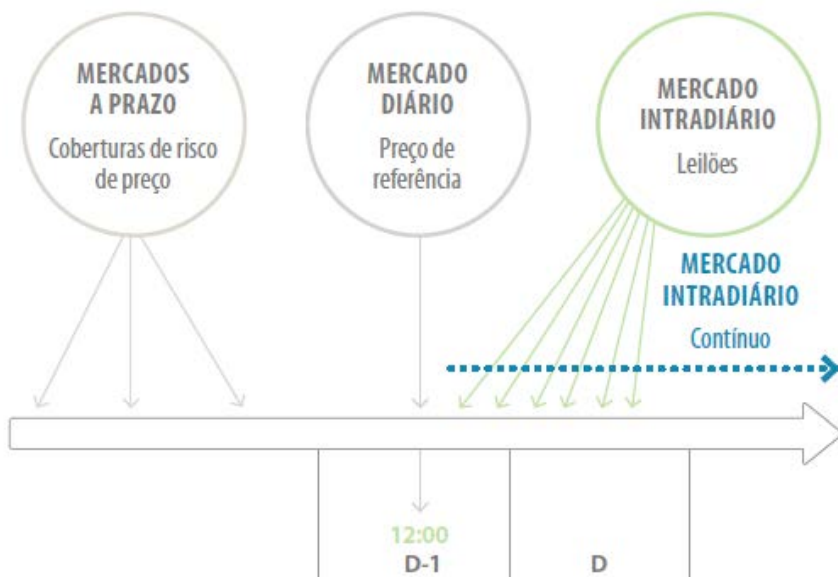 MERCADOS
A PRAZO
Coberturas de risco
de preço
MERCADO
DIÁRIO
Preço de
referência
MERCADO
INTRADIÁRIO
Leilões
MERCADO
INTRADIÁRIO
Contínuo
12:00
D-1
D